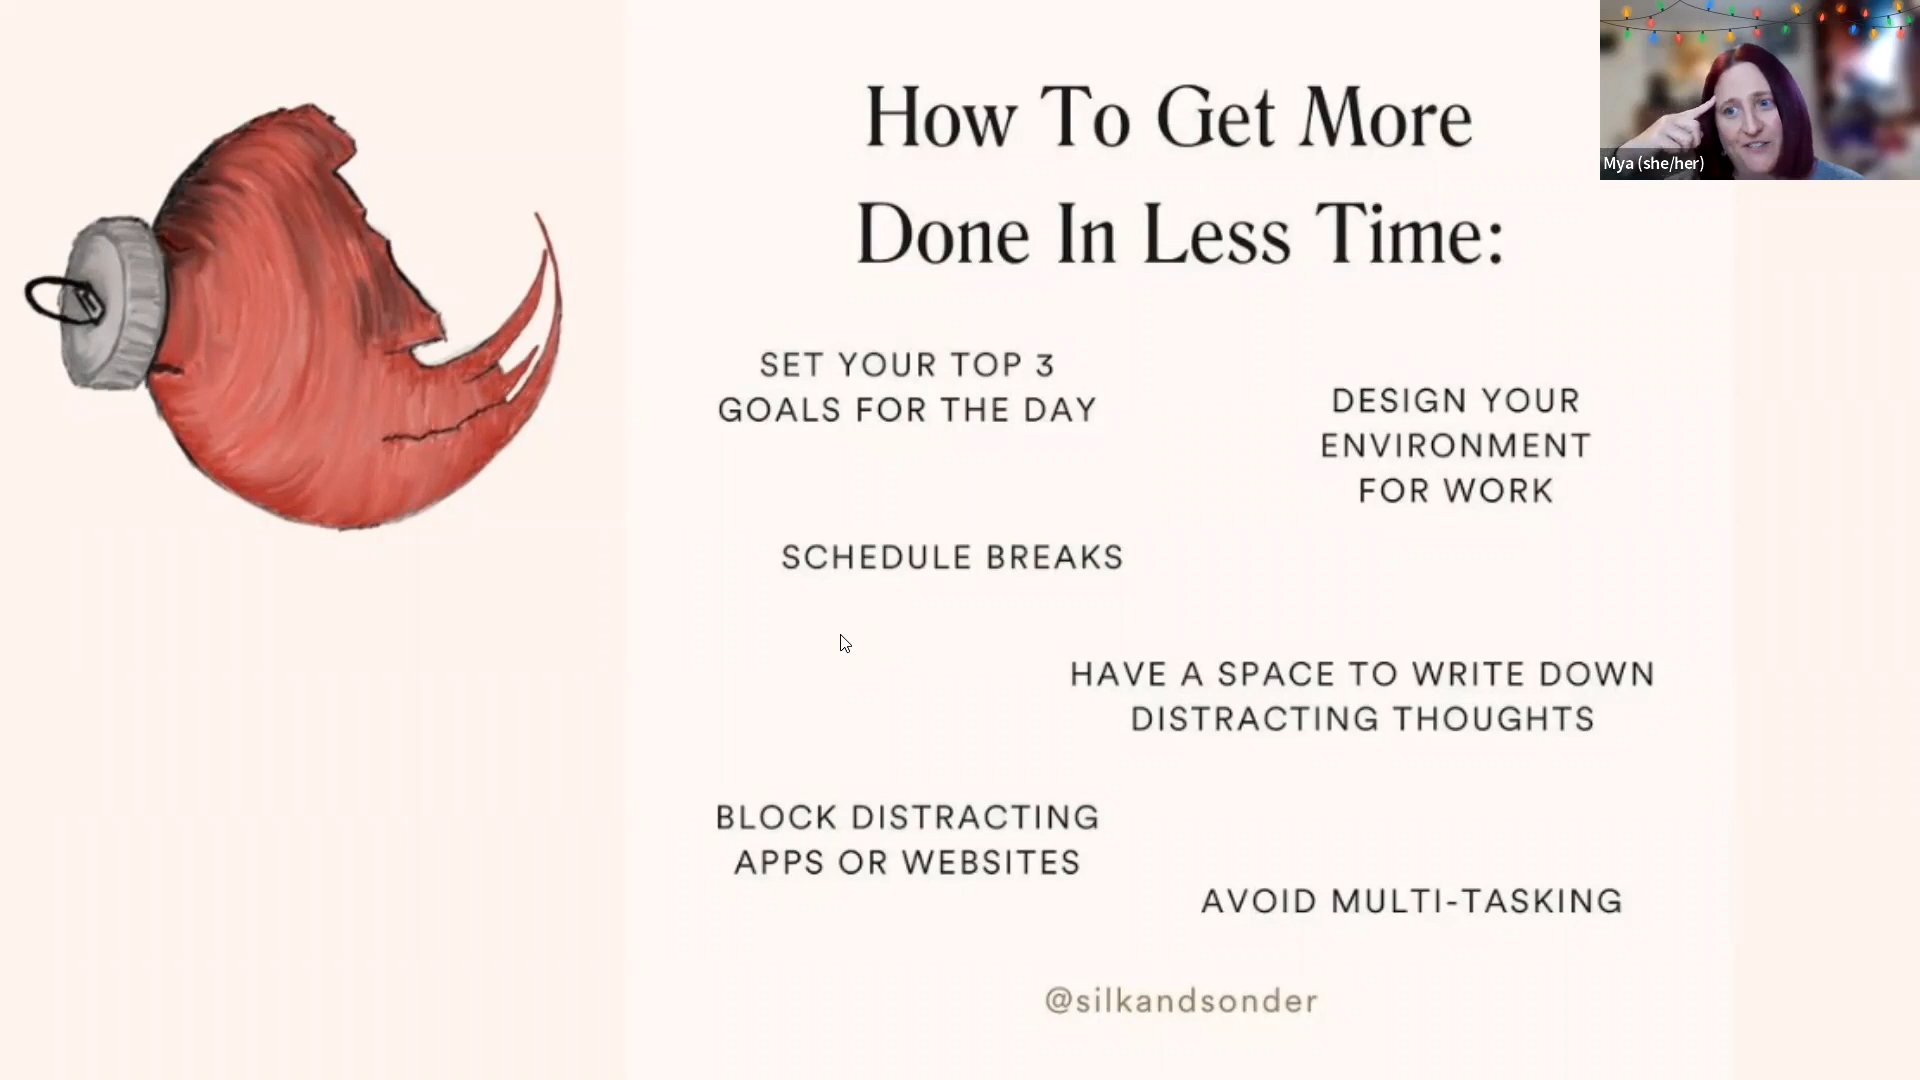 How To Get More
Done In Less Time:
SET YOUR TOP 3
GOALS FOR THE DAY
DESIGN YOUR
ENVIRONMENT
FOR WORK
SCHEDULE BREAKS
HAVE A SPACE TO WRITE DOWN
DISTRACTING THOUGHTS
BLOCK DISTRACTING
APPS OR WEBSITES
AVOID MULTI-TASKING
@silkandsonder
Mya (she/her)